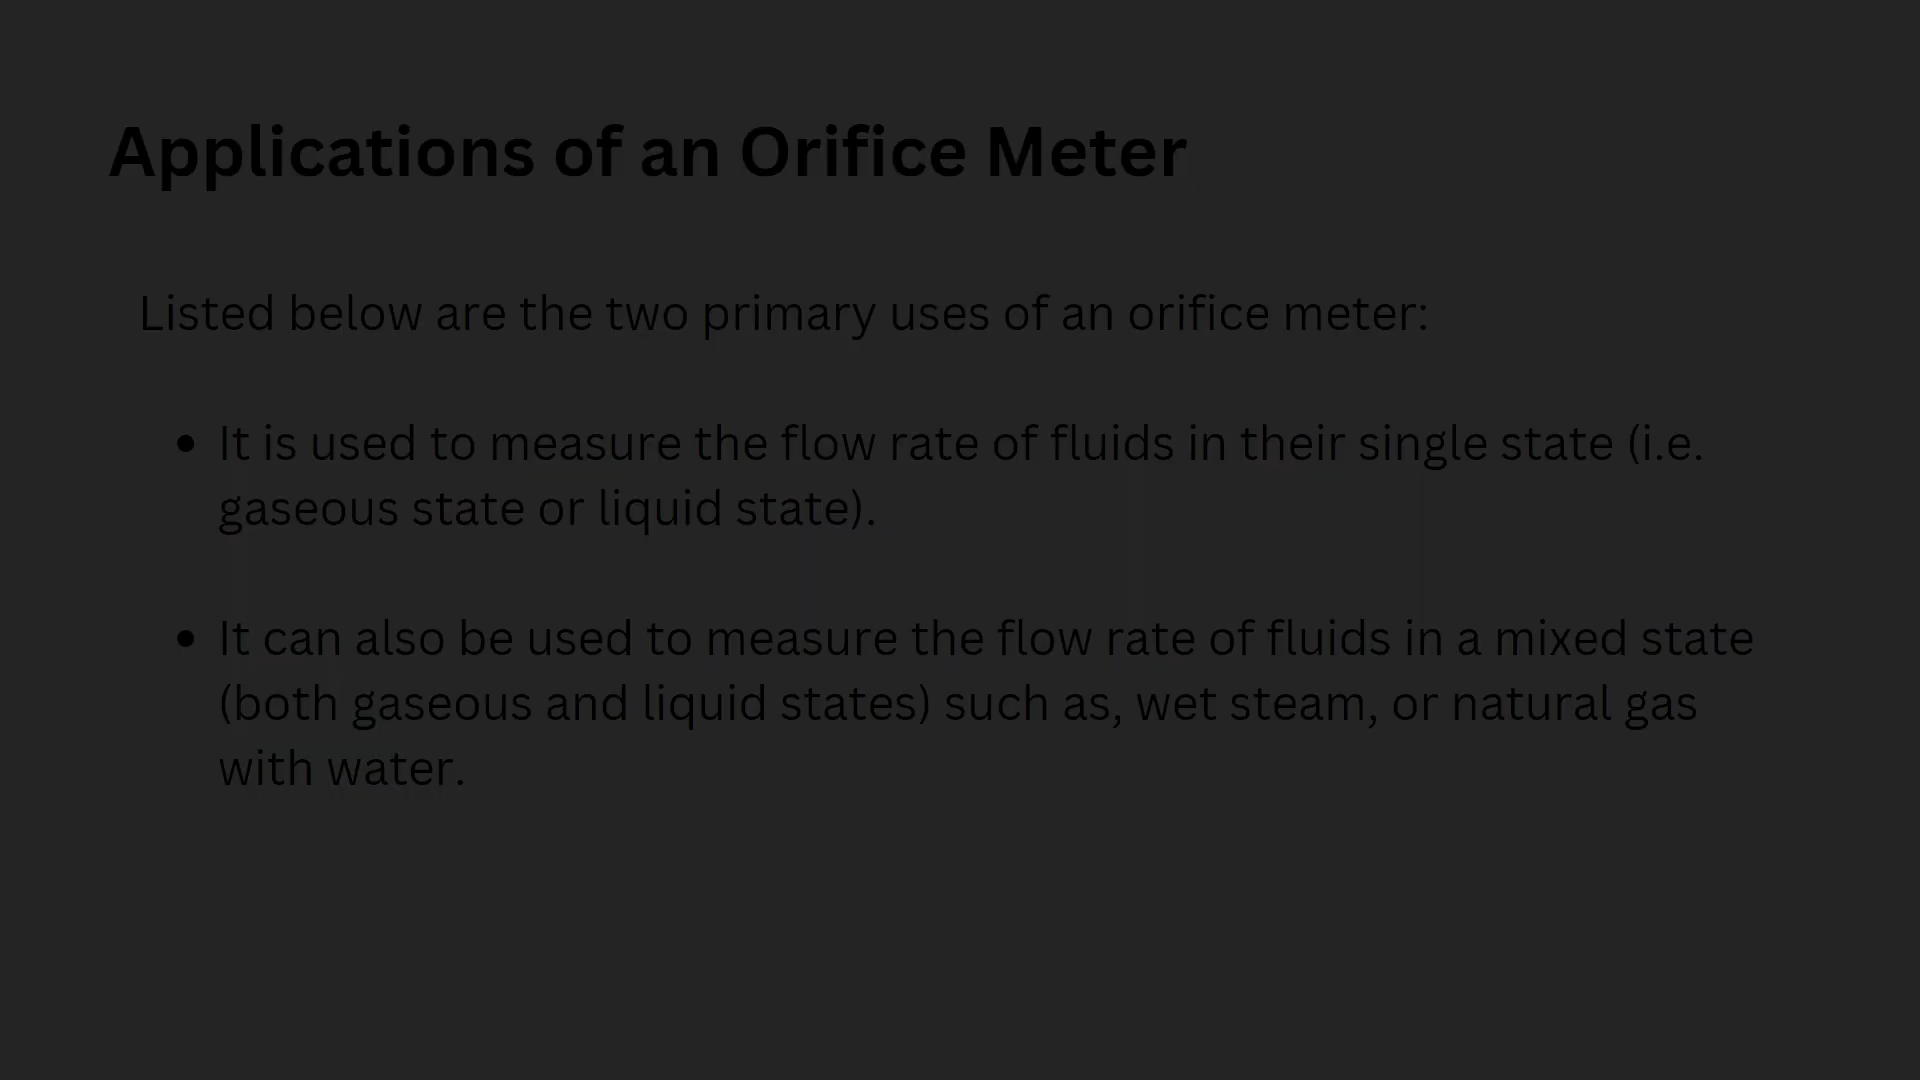 Applications of an Orifice Meter
Listed below are the two primary uses of an orifice meter:
• It is used to measure the flow rate of fluids in their single state (i.e.
gaseous state or liquid state).
• It can also be used to measure the flow rate of fluids in a mixed state
(both gaseous and liquid states) such as, wet steam, or natural gas
with water.